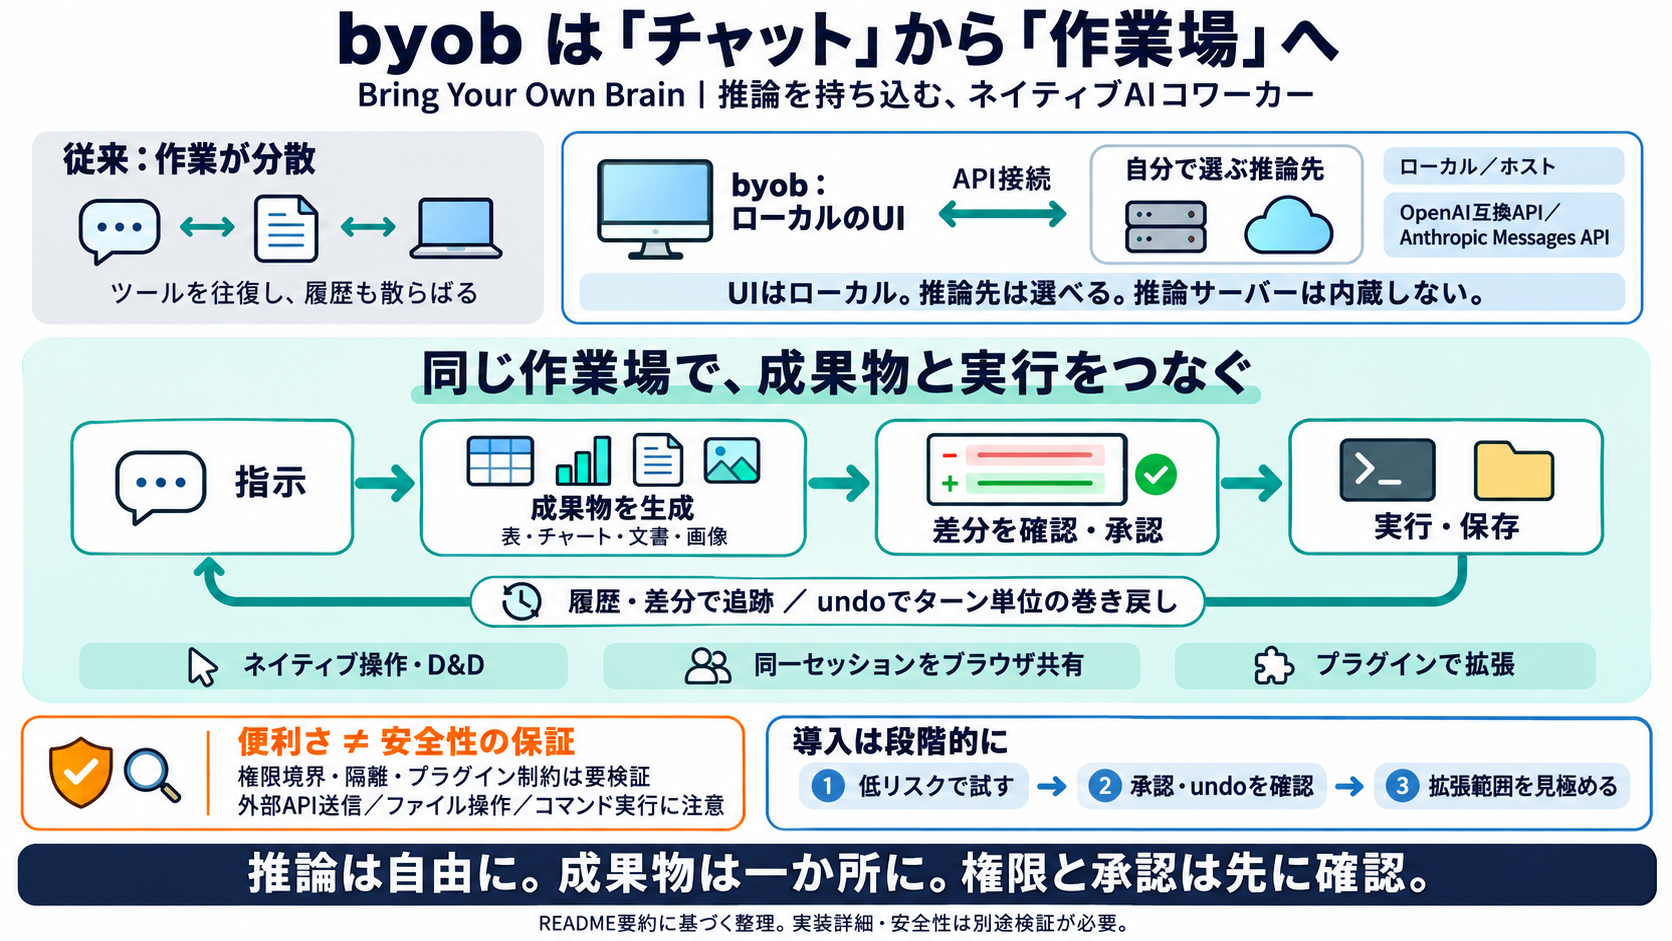 byob は「チャット」から「作業場」へ
Bring Your Own Brain | 推論を持ち込む、ネイティブAIコワーカー
従来：作業が分散
ツールを往復し、履歴も散らばる
byob：
ローカルのUI
API接続
自分で選ぶ推論先
ローカル／ホスト
OpenAI互換API／
Anthropic Messages API
UIはローカル。推論先は選べる。推論サーバーは内蔵しない。
同じ作業場で、成果物と実行をつなぐ
指示
成果物を生成
表・チャート・文書・画像
差分を確認・承認
実行・保存
履歴・差分で追跡 ／ undoでターン単位の巻き戻し
ネイティブ操作・D&D
同一セッションをブラウザ共有
プラグインで拡張
便利さ ≠ 安全性の保証
権限境界・隔離・プラグイン制約は要検証
外部API送信／ファイル操作／コマンド実行に注意
導入は段階的に
1 低リスクで試す
2 承認・undoを確認
3 拡張範囲を見極める
推論は自由に。成果物は一か所に。権限と承認は先に確認。
README要約に基づく整理。実装詳細・安全性は別途検証が必要。